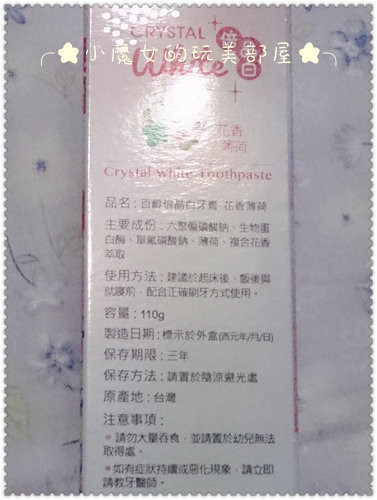 CRYSTAL
倍白
White
小魔女的玩美部屋
花香
薄荷
Crystal white Toothpaste
品名：百齡倍晶白牙膏-花香薄荷
主要成份：六聚偏磷酸鈉、生物蛋
白酶、單氟磷酸鈉、薄荷、複合花香
萃取
使用方法：建議於起床後、飯後與
就寢前，配合正確刷牙方式使用。
容量：110g
製造日期：標示於外盒(西元年/月/日)
保存期限：三年
保存方法：請置於陰涼避光處
原產地：台灣
注意事項：
＊請勿大量吞食，並請置於幼兒無法
取得處。
＊如有症狀持續或惡化現象，請立即
請教牙醫師。